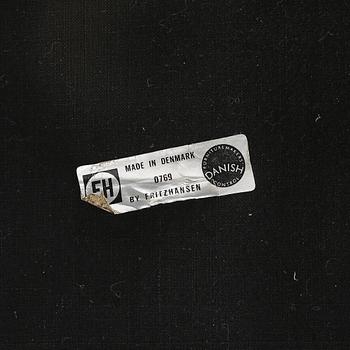 FH
MADE IN DENMARK
0769
BY FRITZHANSEN
FURNITUREMAKERS
DANISH
CONTROL